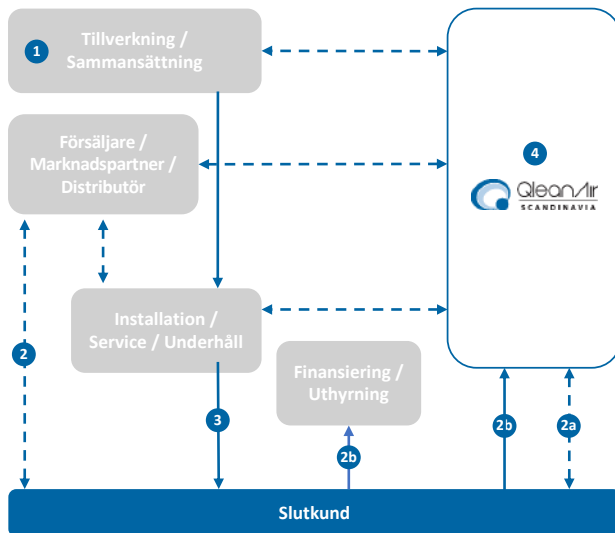 1
Tillverkning /
Sammansättning
Försäljare /
Marknadspartner /
Distributör
4
QleanAir
SCANDINAVIA
Installation /
Service / Underhåll
Finansiering /
Uthyrning
2
3
2b
2b
2a
Slutkund